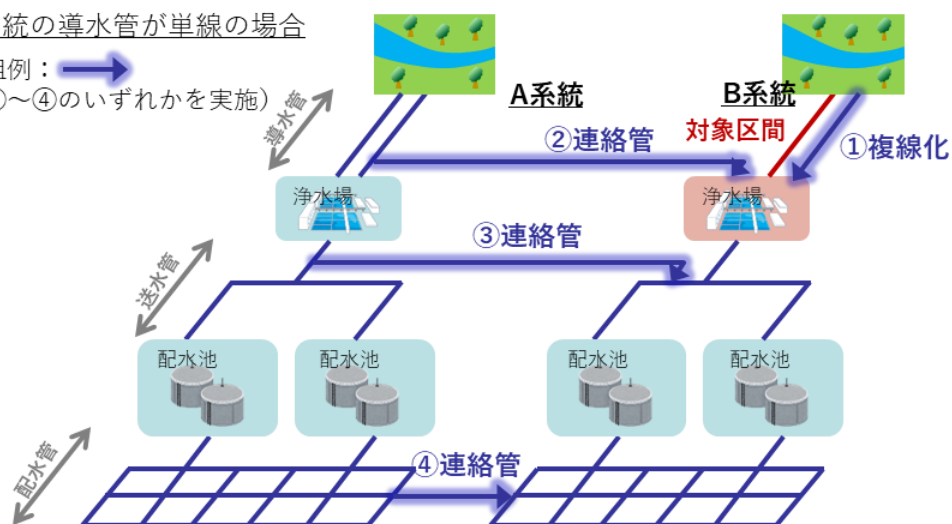 統の導水管が単線の場合
組例：
～④のいずれかを実施）
A系統
B系統
導水管
②連絡管
対象区間
①複線化
浄水場
浄水場
③連絡管
送水管
配水池
配水池
配水池
配水池
配水管
④連絡管